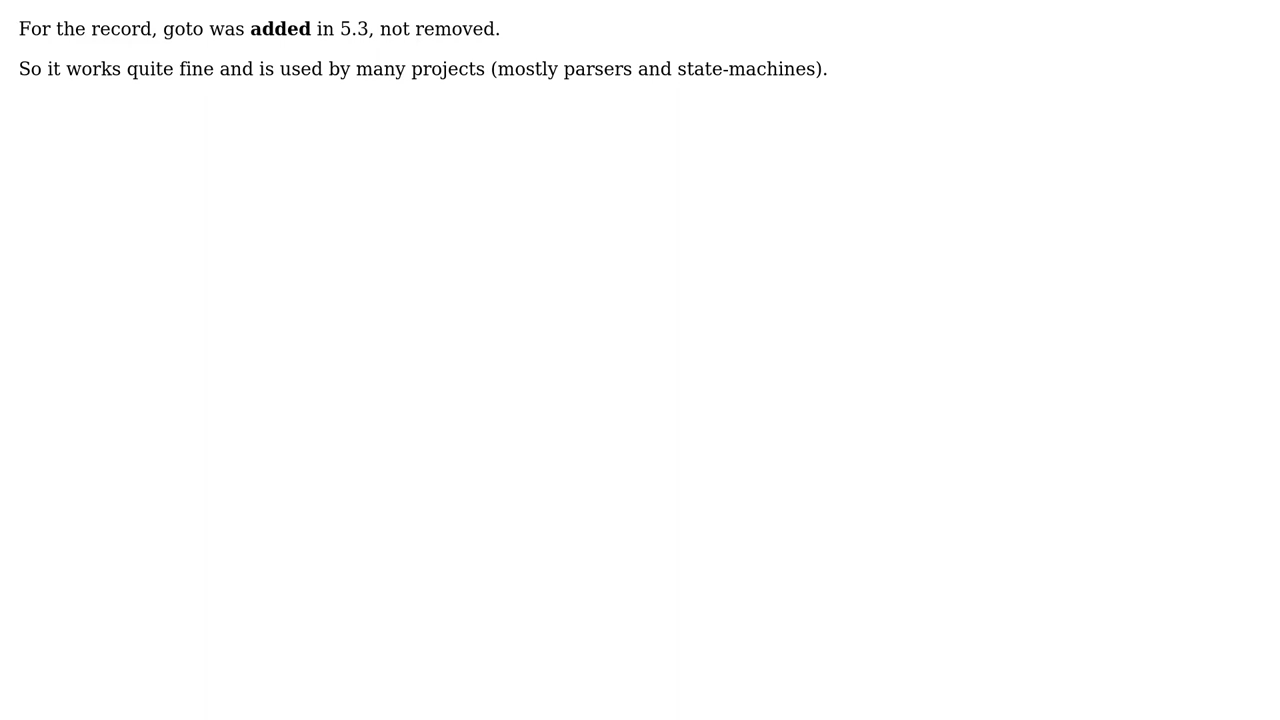 For the record, goto was added in 5.3, not removed.
So it works quite fine and is used by many projects (mostly parsers and state-machines).